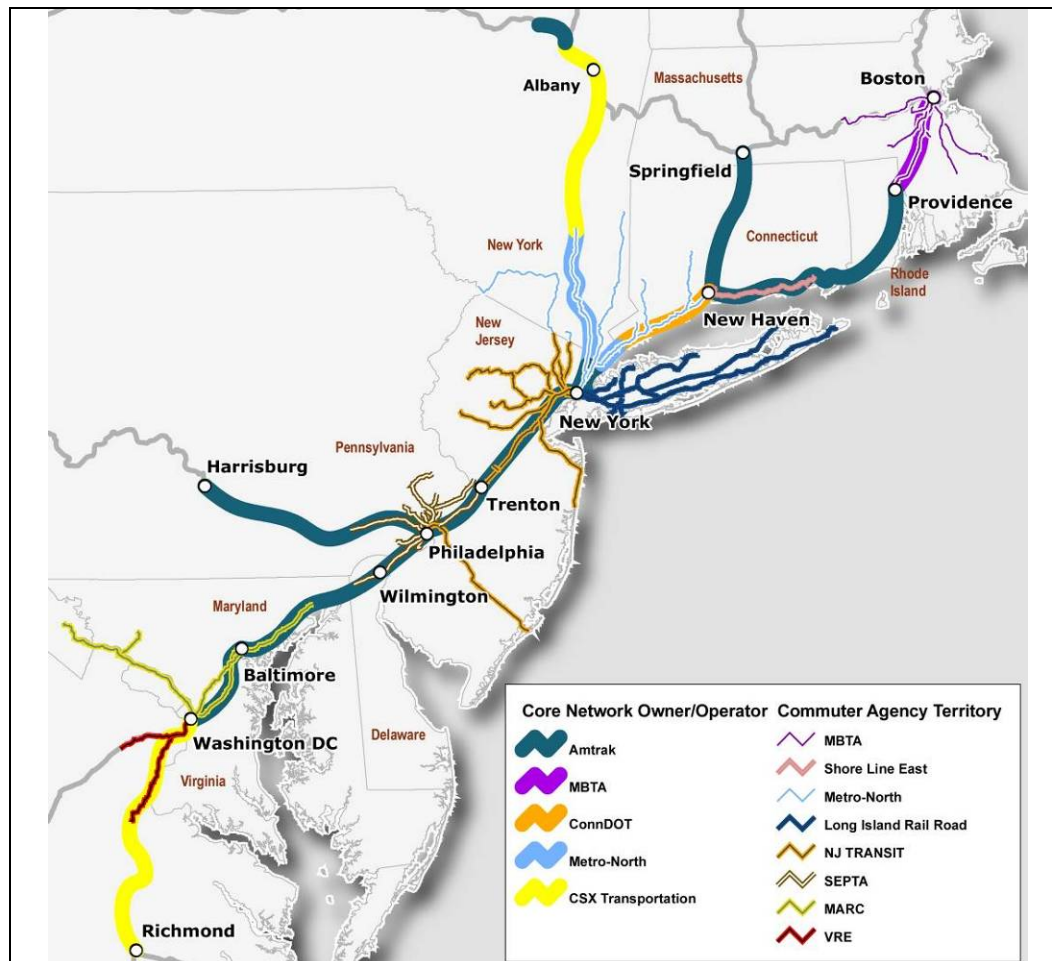 Boston
Massachusetts
Albany
Springfield
Providence
New York
Connecticut
Rhode
Island
New Haven
New
Jersey
New York
Pennsylvania
Harrisburg
Trenton
Philadelphia
Wilmington
Maryland
Baltimore
Washington DC
Delaware
Virginia
Richmond
Core Network Owner/Operator
Amtrak
MBTA
ConnDOT
Metro-North
CSX Transportation
Commuter Agency Territory
MBTA
Shore Line East
Metro-North
Long Island Rail Road
NJ TRANSIT
SEPTA
MARC
VRE